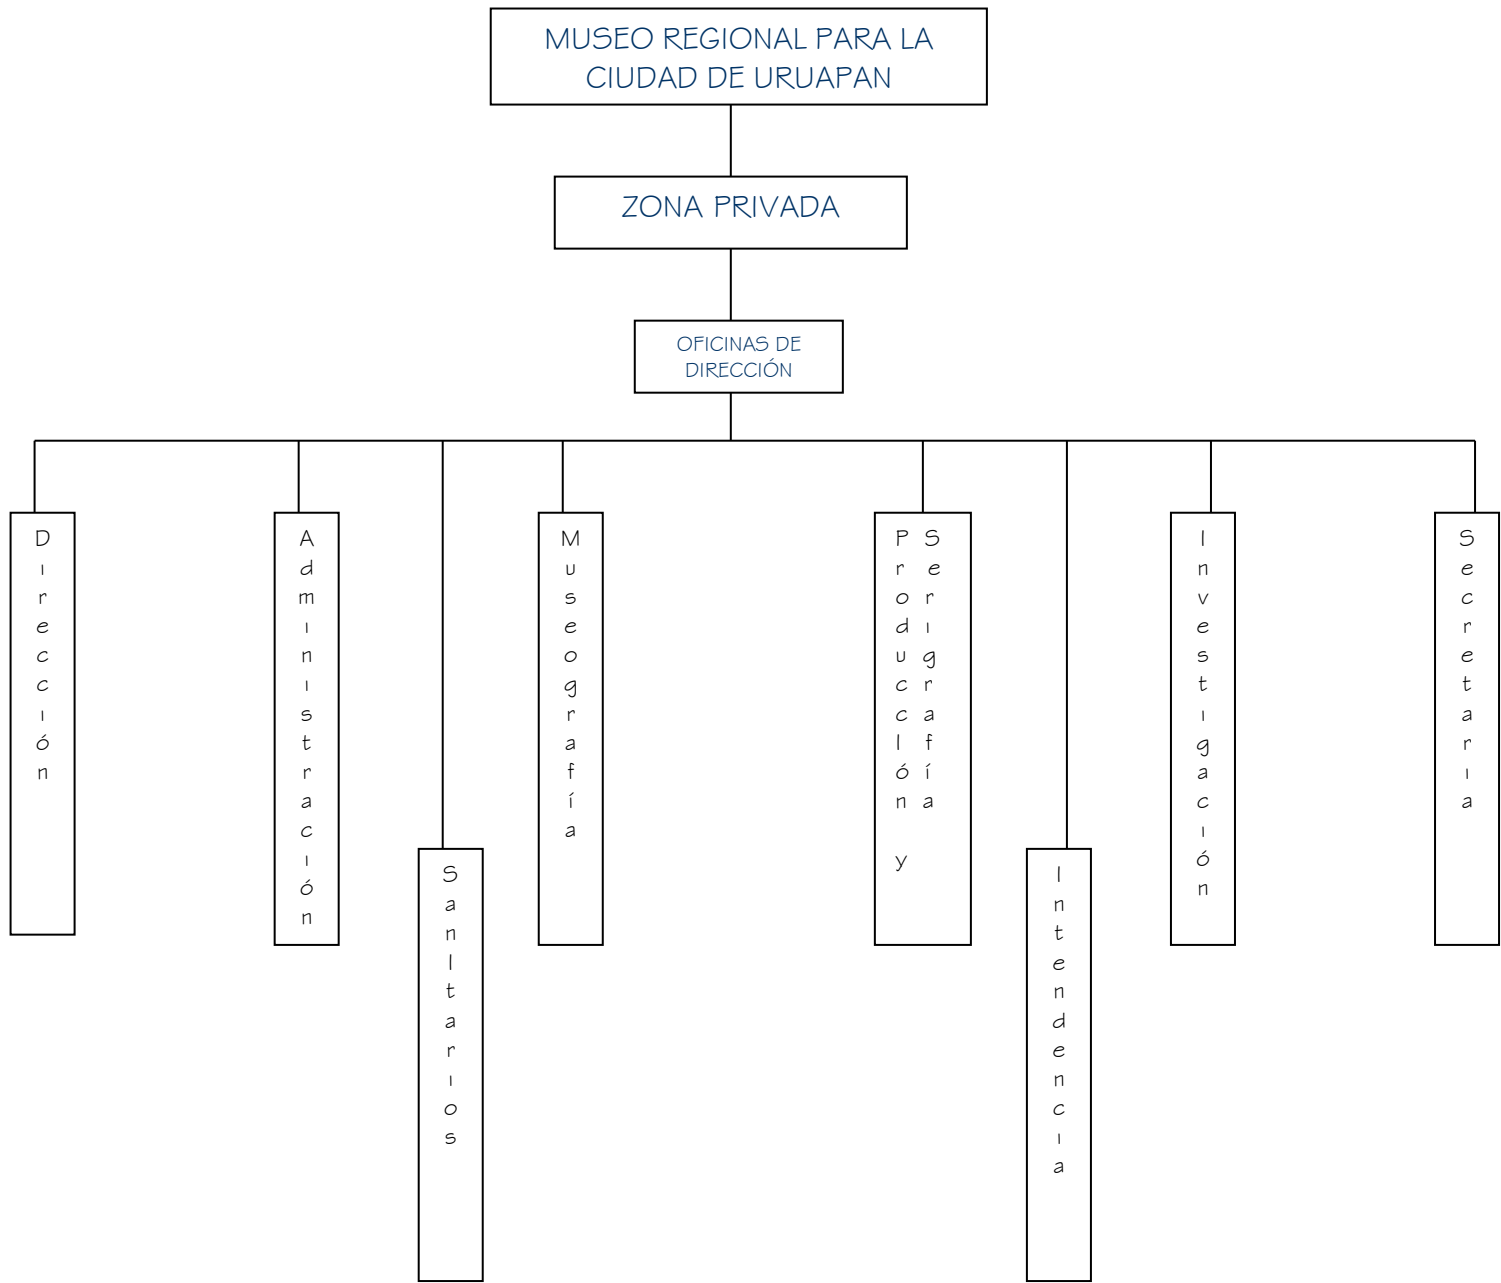 MUSEO REGIONAL PARA LA
CIUDAD DE URUAPAN
ZONA PRIVADA
OFICINAS DE
DIRECCIÓN
Dirección
Administración
Sanitarios
Museografía
Producción y
Serigrafía
Intendencia
Investigación
Secretaria